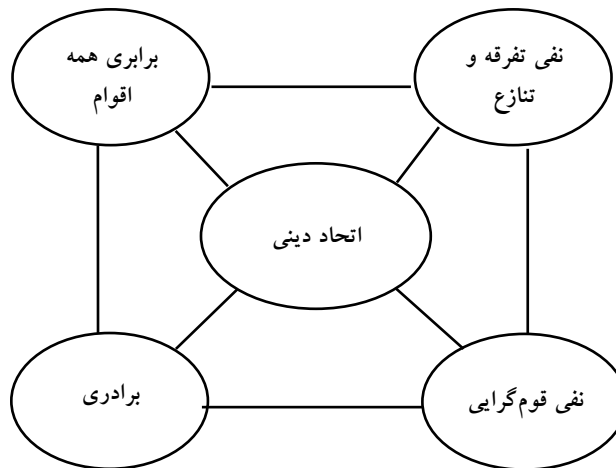 نفی تفرقه و
تنازع
برابری همه
اقوام
اتحاد دینی
نفی قوم‌گرایی
برادری